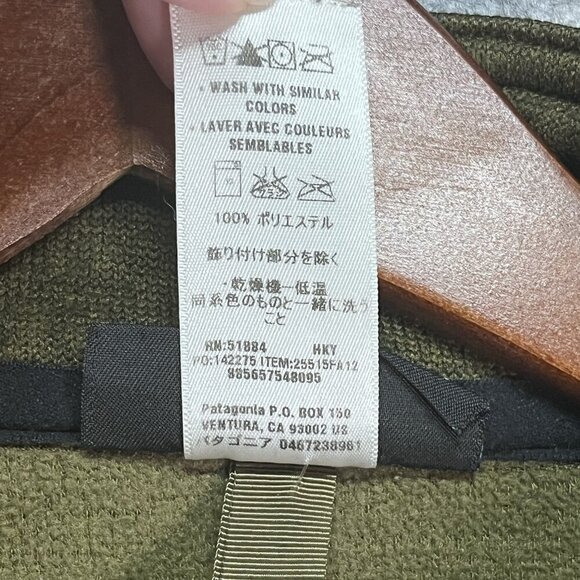 • WASH WITH SIMILAR
COLORS
• LAVER AVEC COULEURS
SEMBLABLES
100% ポリエステル
飾り付け部分を除く
・乾燥機ー低温
同系色のものと一緒に洗う
こと
RN:51884 HKY
PO:142275 ITEM:25515FA12
885657548095
Patagonia P.O. BOX 150
VENTURA, CA 93002 US
パタゴニア 0467238961